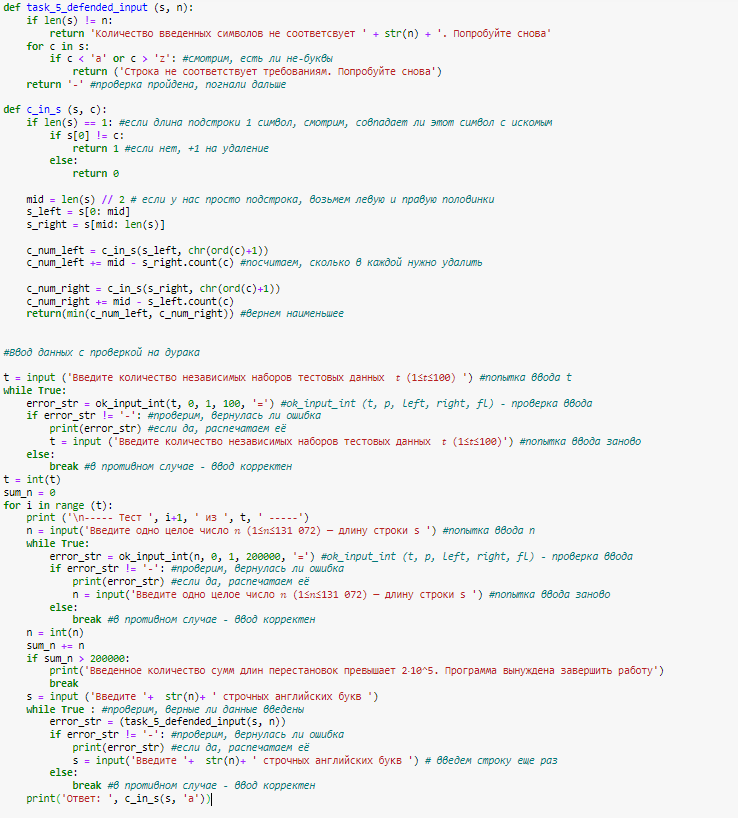 def task_5_defended_input (s, n):
    if len(s) != n:
        return 'Количество введенных символов не соответсвует ' + str(n) + '. Попробуйте снова'
    for c in s:
        if c < 'a' or c > 'z': #смотрим, есть ли не-буквы
            return ('Строка не соответствует требованиям. Попробуйте снова')
    return '-' #проверка пройдена, погнали дальше

def c_in_s (s, c):
    if len(s) == 1: #если длина подстроки 1 символ, смотрим, совпадает ли этот символ с искомым
        if s[0] != c:
            return 1 #если нет, +1 на удаление
        else:
            return 0

    mid = len(s) // 2 # если у нас просто подстрока, возьмем левую и правую половинки
    s_left = s[0: mid]
    s_right = s[mid: len(s)]

    c_num_left = c_in_s(s_left, chr(ord(c)+1))
    c_num_left += mid - s_right.count(c) #посчитаем, сколько в каждой нужно удалить

    c_num_right = c_in_s(s_right, chr(ord(c)+1))
    c_num_right += mid - s_left.count(c)
    return(min(c_num_left, c_num_right)) #вернем наименьшее


#Ввод данных с проверкой на дурака

t = input ('Введите количество независимых наборов тестовых данных  𝑡 (1≤𝑡≤100) ') #попытка ввода t
while True:
    error_str = ok_input_int(t, 0, 1, 100, '=') #ok_input_int (t, p, left, right, fl) - проверка ввода
    if error_str != '-': #проверим, вернулась ли ошибка
        print(error_str) #если да, распечатаем её
        t = input ('Введите количество независимых наборов тестовых данных  𝑡 (1≤𝑡≤100)') #попытка ввода заново
    else:
        break #в противном случае - ввод корректен
t = int(t)
sum_n = 0
for i in range (t):
    print ('\n----- Тест ', i+1, ' из ', t, ' -----')
    n = input('Введите одно целое число 𝑛 (1≤𝑛≤131 072) — длину строки s ') #попытка ввода n
    while True:
        error_str = ok_input_int(n, 0, 1, 200000, '=') #ok_input_int (t, p, left, right, fl) - проверка ввода
        if error_str != '-': #проверим, вернулась ли ошибка
            print(error_str) #если да, распечатаем её
            n = input('Введите одно целое число 𝑛 (1≤𝑛≤131 072) — длину строки s ') #попытка ввода заново
        else:
            break #в противном случае - ввод корректен
    n = int(n)
    sum_n += n
    if sum_n > 200000:
        print('Введенное количество сумм длин перестановок превышает 2⋅10^5. Программа вынуждена завершить работу')
        break
    s = input ('Введите '+  str(n)+ ' строчных английских букв ')
    while True : #проверим, верные ли данные введены
        error_str = (task_5_defended_input(s, n))
        if error_str != '-': #проверим, вернулась ли ошибка
            print(error_str) #если да, распечатаем её
            s = input('Введите '+  str(n)+ ' строчных английских букв ') # введем строку еще раз
        else:
            break #в противном случае - ввод корректен
    print('Ответ: ', c_in_s(s, 'a'))